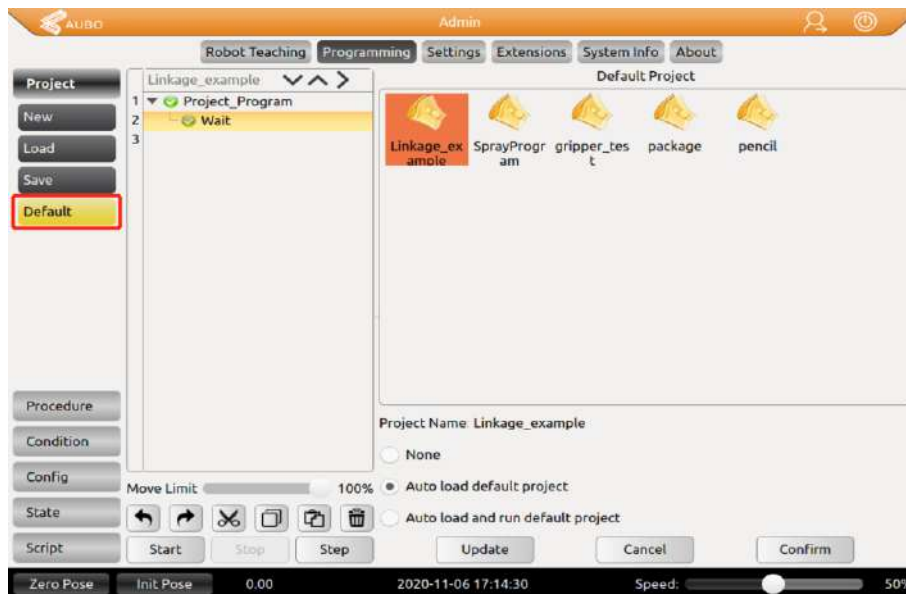 AUBO
Admin
Robot Teaching Programming Settings Extensions System Info About
Project
New
Load
Save
Default
Procedure
Condition
Config
State
Script
Linkage_example
1 Project_Program
2 Wait
3
Move Limit 100%
Start Stop Step
Default Project
Linkage_ex
ample
SprayProgr
am
gripper_tes
t
package
pencil
Project Name: Linkage_example
None
Auto load default project
Auto load and run default project
Update Cancel Confirm
Zero Pose Init Pose 0.00 2020-11-06 17:14:30 Speed: 50%